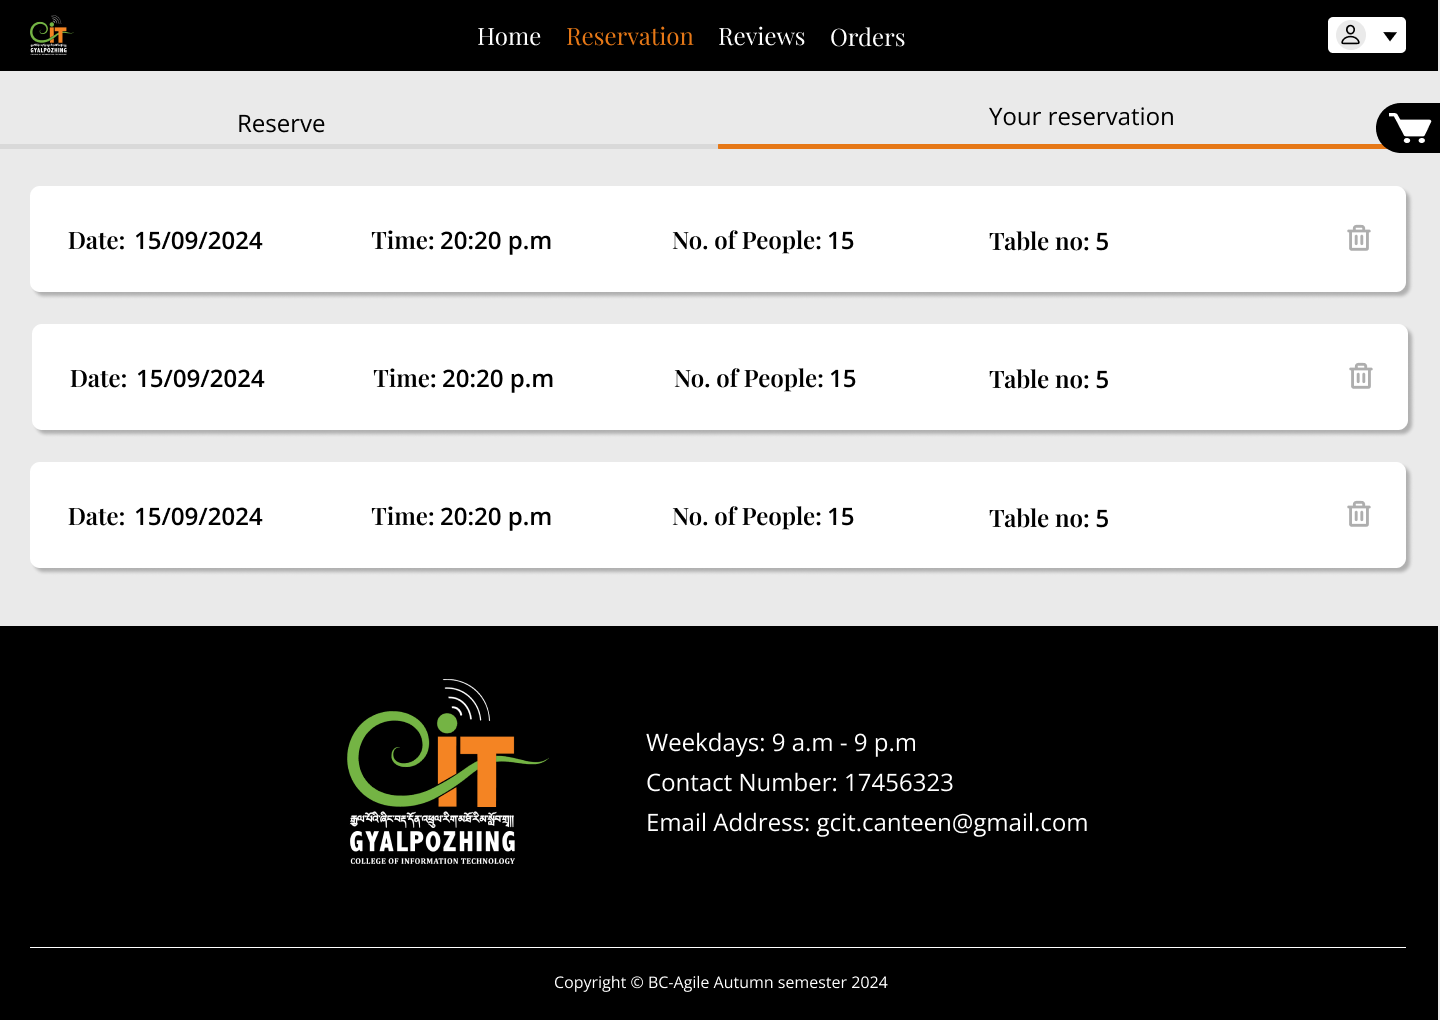 GYALPOZHING
Home Reservation Reviews Orders
Reserve
Your reservation
Date: 15/09/2024 Time: 20:20 p.m No. of People: 15 Table no: 5
Date: 15/09/2024 Time: 20:20 p.m No. of People: 15 Table no: 5
Date: 15/09/2024 Time: 20:20 p.m No. of People: 15 Table no: 5
CiT
GYALPOZHING
COLLEGE OF INFORMATION TECHNOLOGY
Weekdays: 9 a.m - 9 p.m
Contact Number: 17456323
Email Address: gcit.canteen@gmail.com
Copyright © BC-Agile Autumn semester 2024